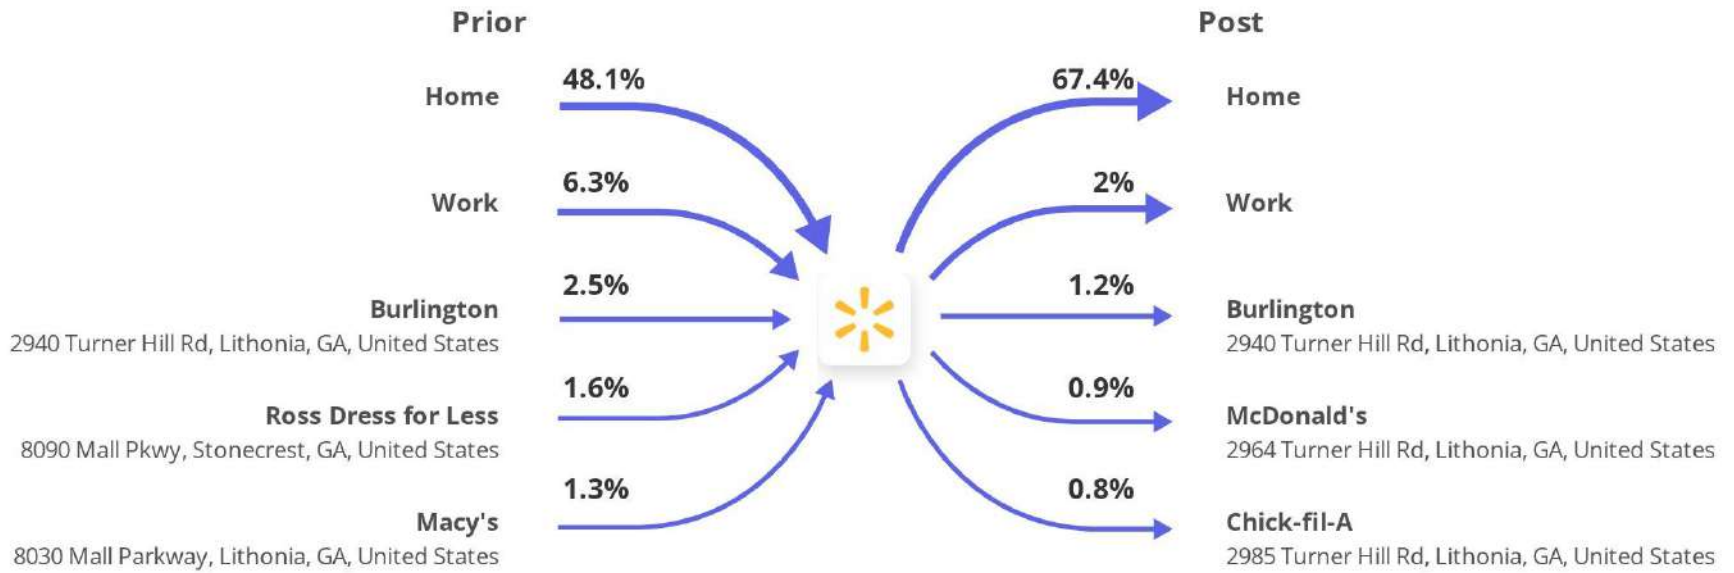 Prior
Home
48.1%
Work
6.3%
Burlington
2940 Turner Hill Rd, Lithonia, GA, United States
2.5%
Ross Dress for Less
8090 Mall Pkwy, Stonecrest, GA, United States
1.6%
Macy's
8030 Mall Parkway, Lithonia, GA, United States
1.3%
Post
67.4%
Home
2%
Work
1.2%
Burlington
2940 Turner Hill Rd, Lithonia, GA, United States
0.9%
McDonald's
2964 Turner Hill Rd, Lithonia, GA, United States
0.8%
Chick-fil-A
2985 Turner Hill Rd, Lithonia, GA, United States